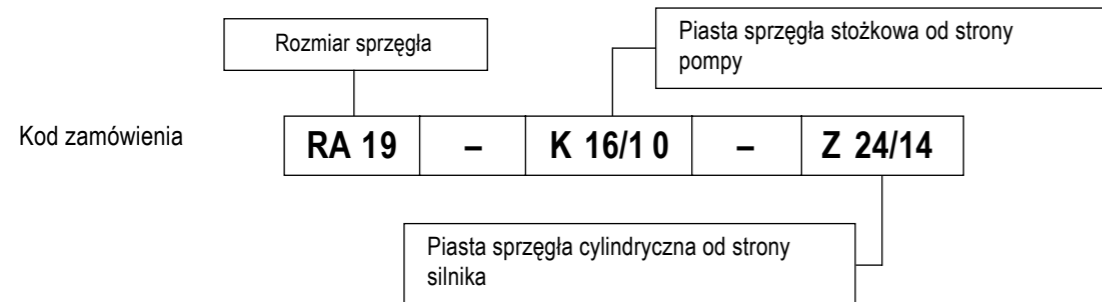 Rozmiar sprzęgła
Piasta sprzęgła stożkowa od strony
pompy
Kod zamówienia
RA 19 – K 16/1 0 – Z 24/14
Piasta sprzęgła cylindryczna od strony
silnika